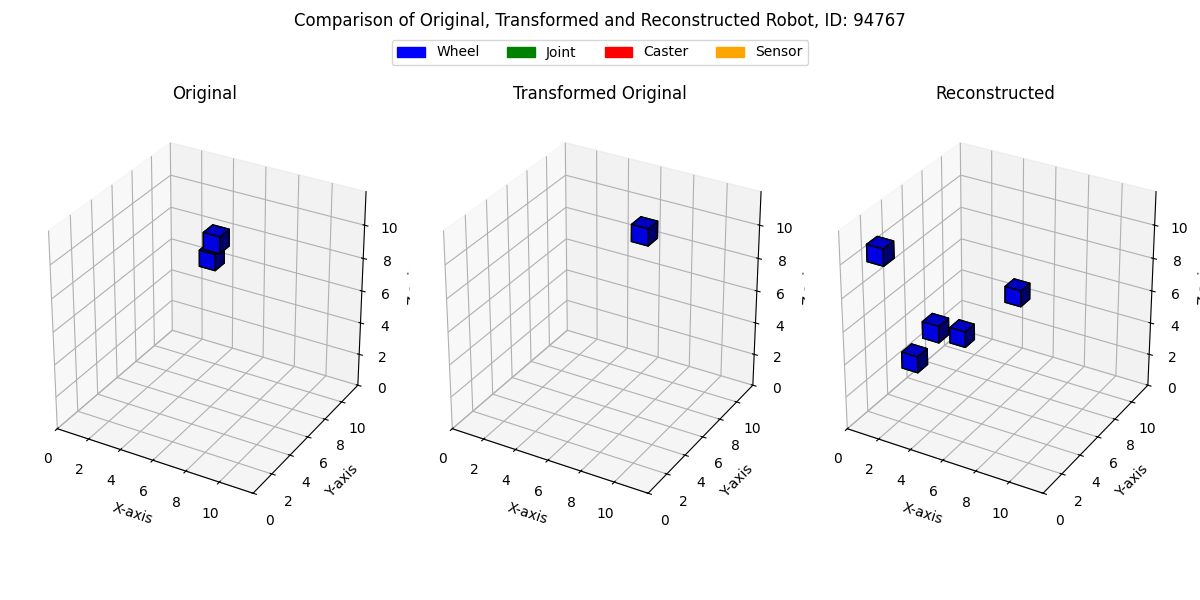 Comparison of Original, Transformed and Reconstructed Robot, ID: 94767
Wheel Joint Caster Sensor
Original
Transformed Original
Reconstructed
10
8
6
4
2
0
0 2 4 6 8 10
X-axis
0 2 4 6 8 10
Y-axis
10
8
6
4
2
0
0 2 4 6 8 10
X-axis
0 2 4 6 8 10
Y-axis
10
8
6
4
2
0
0 2 4 6 8 10
X-axis
0 2 4 6 8 10
Y-axis